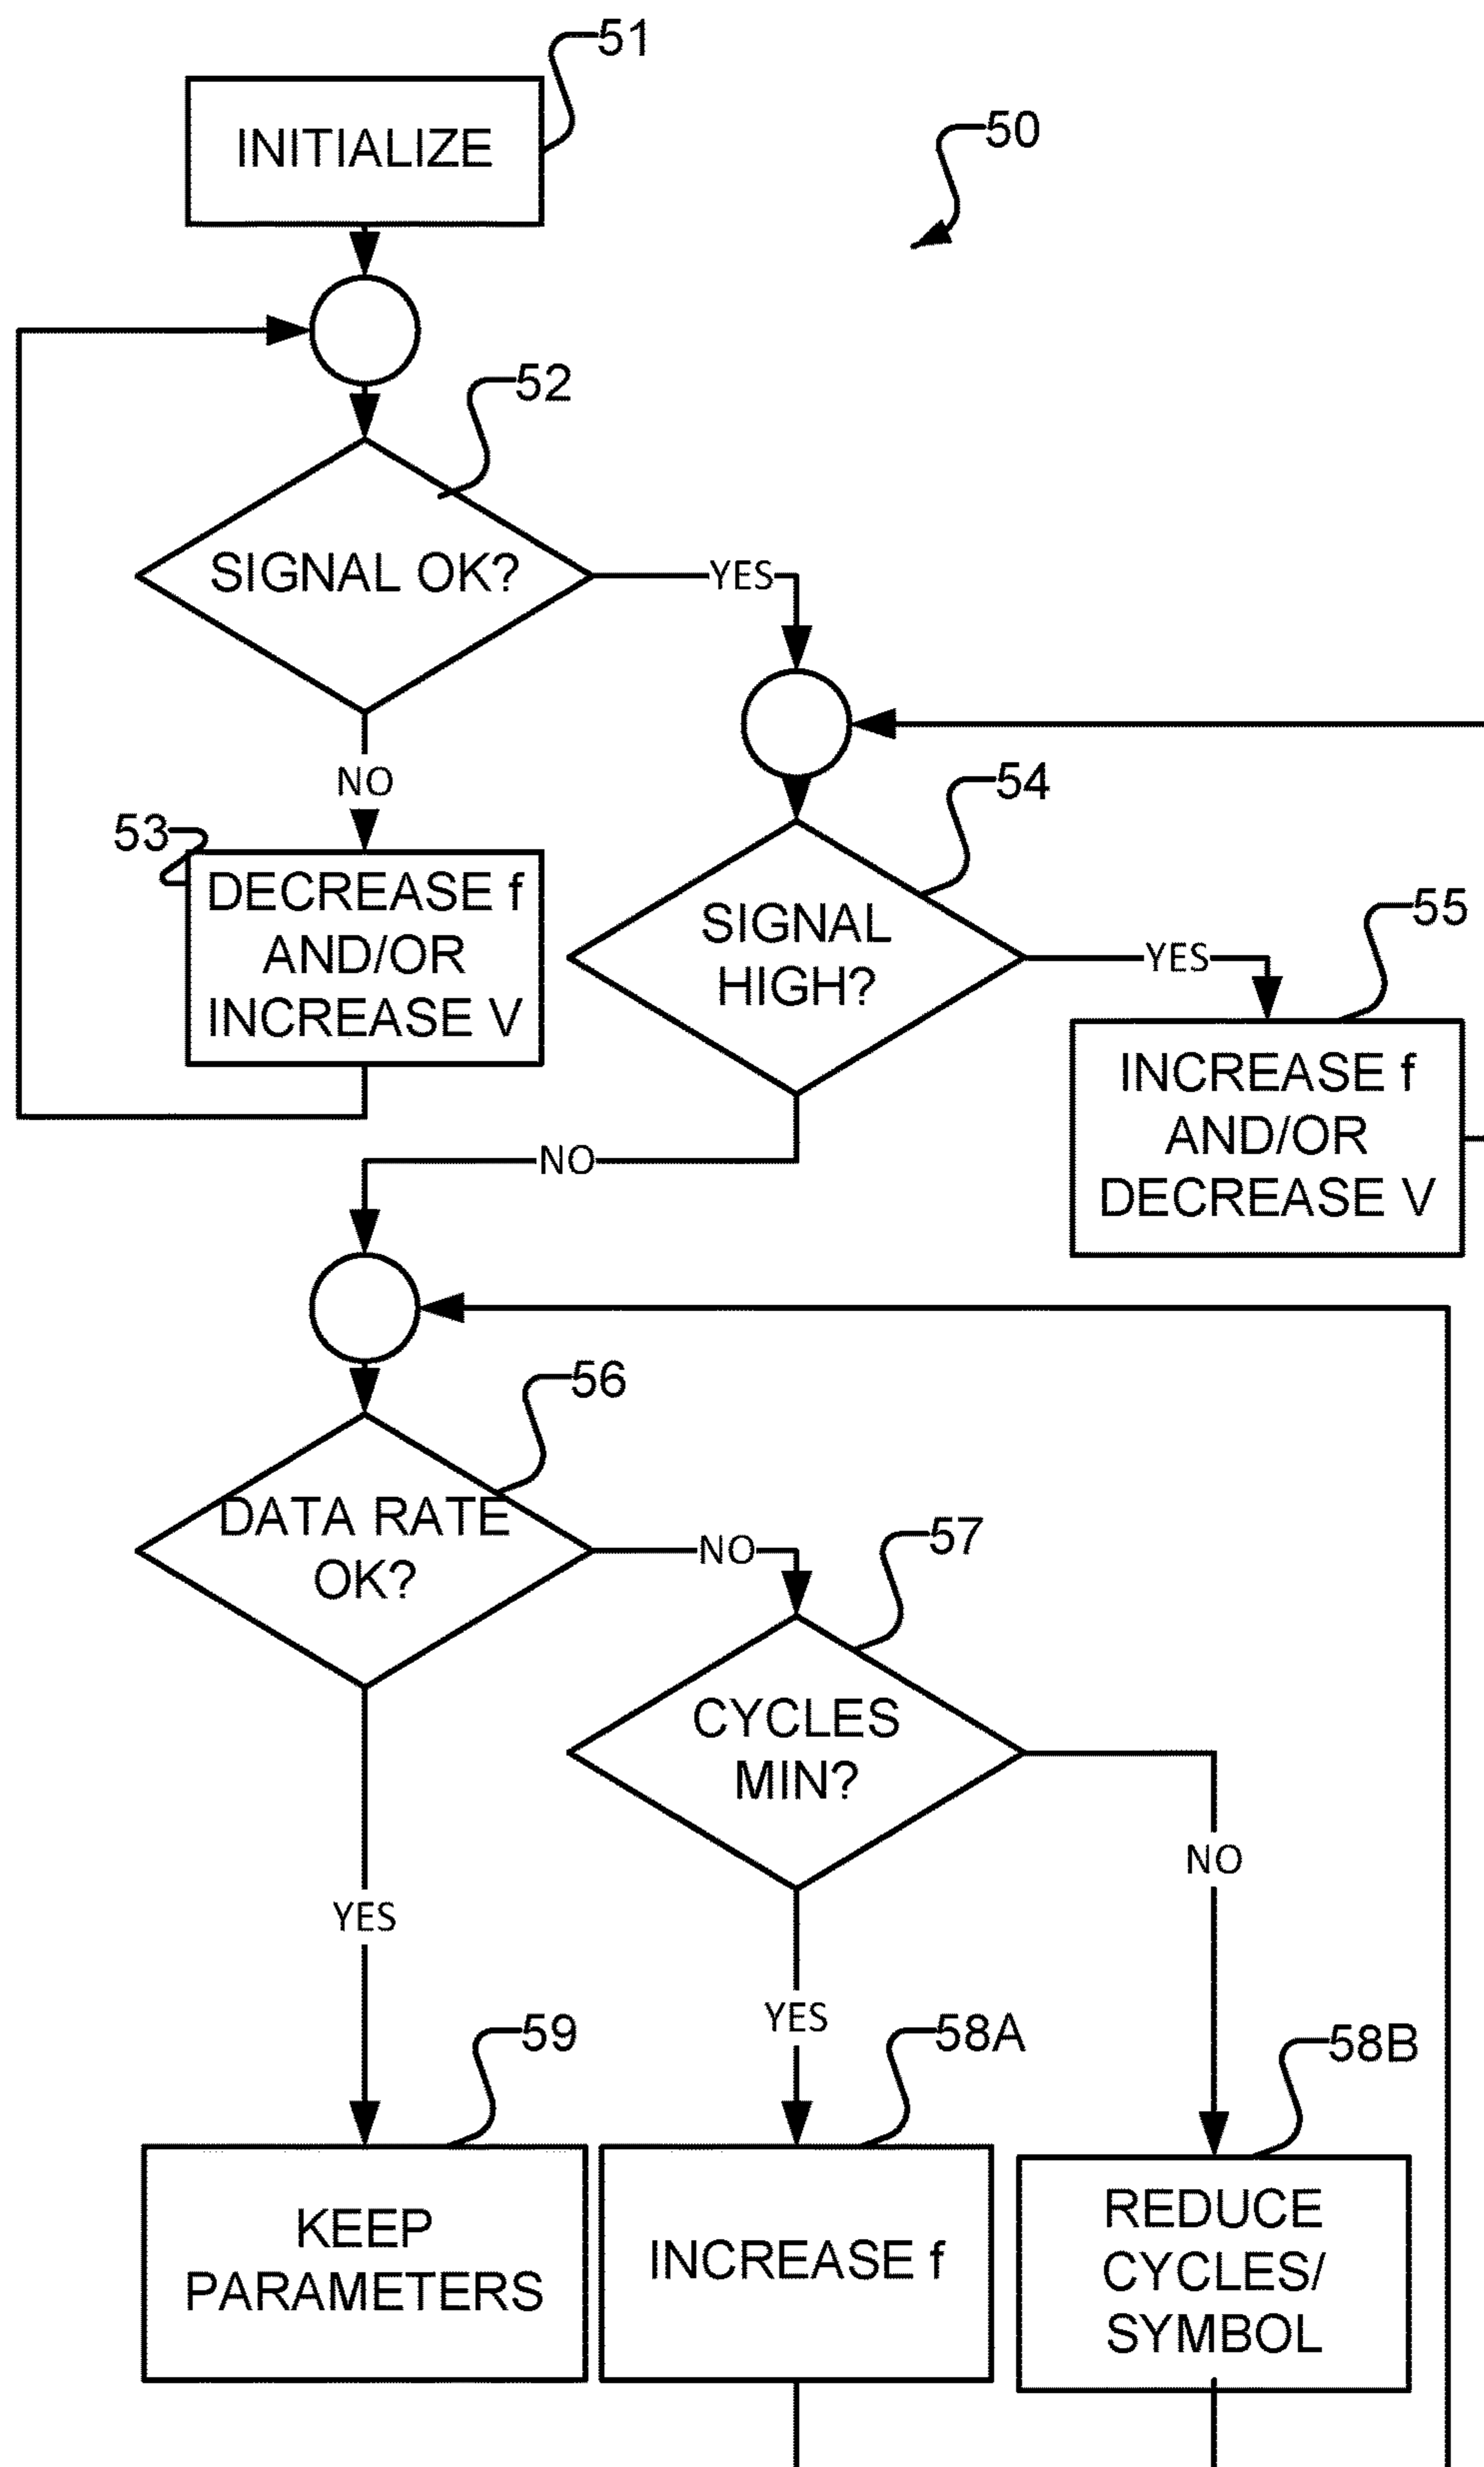 51
INITIALIZE
50
52
SIGNAL OK?
YES
NO
53
DECREASE f
AND/OR
INCREASE V
54
SIGNAL
HIGH?
YES
55
INCREASE f
AND/OR
DECREASE V
NO
56
DATA RATE
OK?
NO
57
CYCLES
MIN?
NO
YES
YES
59
58A
58B
KEEP
PARAMETERS
INCREASE f
REDUCE
CYCLES/
SYMBOL